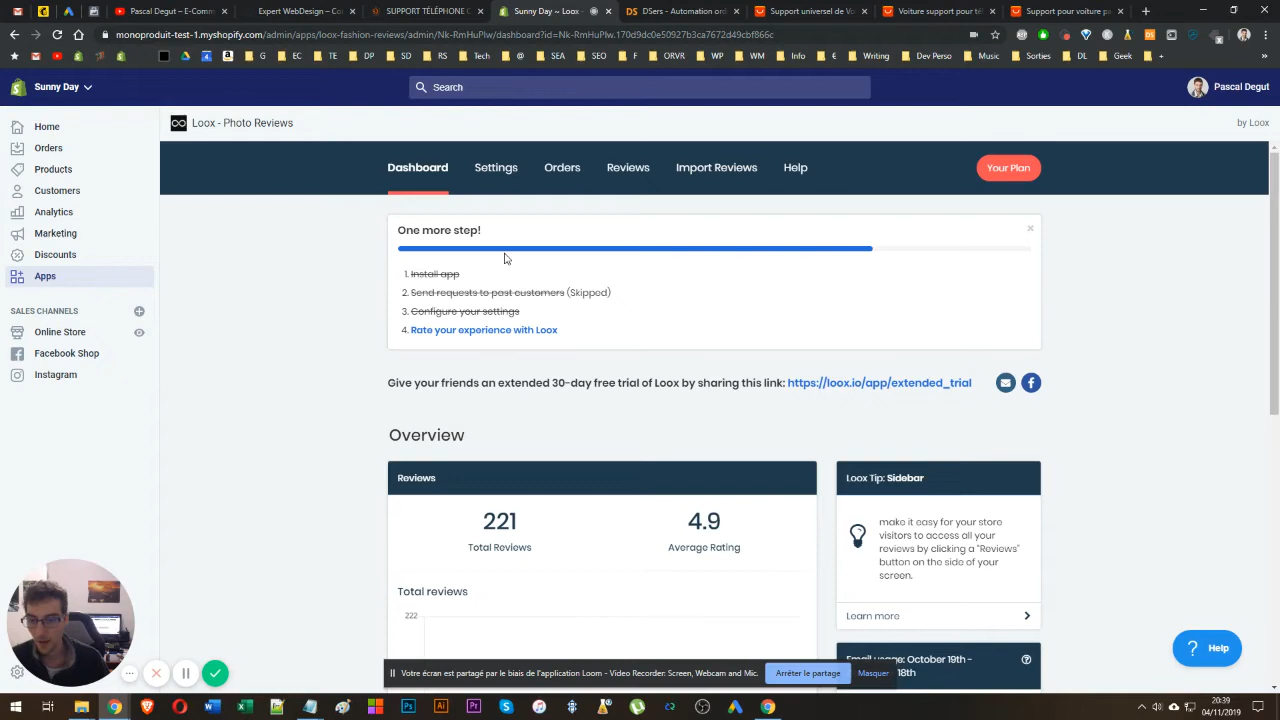 Pascal Degut – E-Comm
Expert WebDesign – Co
SUPPORT TÉLÉPHONE C
Sunny Day ~ Loox
DSers - Automation on
Support universel de Vo
Voiture support tél
Support pour voiture po
monoproduit-test-1.myshopify.com/admin/apps/loox-fashion-reviews/admin/Nk-RmHuPlw/dashboard?id=Nk-RmHuPlw.170d9dc0e50927b3ca7672d49cbf866c
G
EC
TE
DP
SD
RS
Tech
@
SEA
SEO
F
ORVR
WP
WM
Info
€
Writing
Dev Perso
Music
Sorties
DL
Geek
+
Sunny Day
Search
Pascal Degut
Home
Orders
Products
Customers
Analytics
Marketing
Discounts
Apps
SALES CHANNELS
Online Store
Facebook Shop
Instagram
Loox - Photo Reviews
by Loox
Dashboard
Settings
Orders
Reviews
Import Reviews
Help
Your Plan
One more step!
1. Install app
2. Send requests to past customers (Skipped)
3. Configure your settings
4. Rate your experience with Loox
Give your friends an extended 30-day free trial of Loox by sharing this link: https://loox.io/app/extended_trial
Overview
Reviews
221
Total Reviews
4.9
Average Rating
Total reviews
222
Loox Tip: Sidebar
make it easy for your store
visitors to access all your
reviews by clicking a "Reviews"
button on the side of your
screen.
Learn more
Email usage: October 19th -
18th
Help
Votre écran est partagé par le biais de l'application Loom - Video Recorder: Screen, Webcam and Mic.
Arrêter le partage
Masquer
20:39
04/11/2019